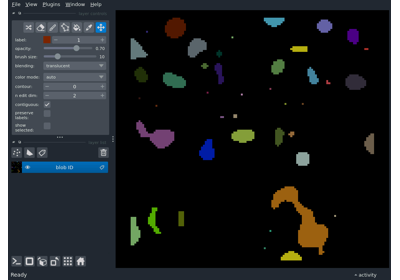 File View Plugins Window Help
label: 1
opacity: 0.70
brush size: 10
blending: translucent
color mode: auto
contour: 0
n edit dim: 2
contiguous:
preserve
labels:
show
selected:
blob ID
Ready
activity